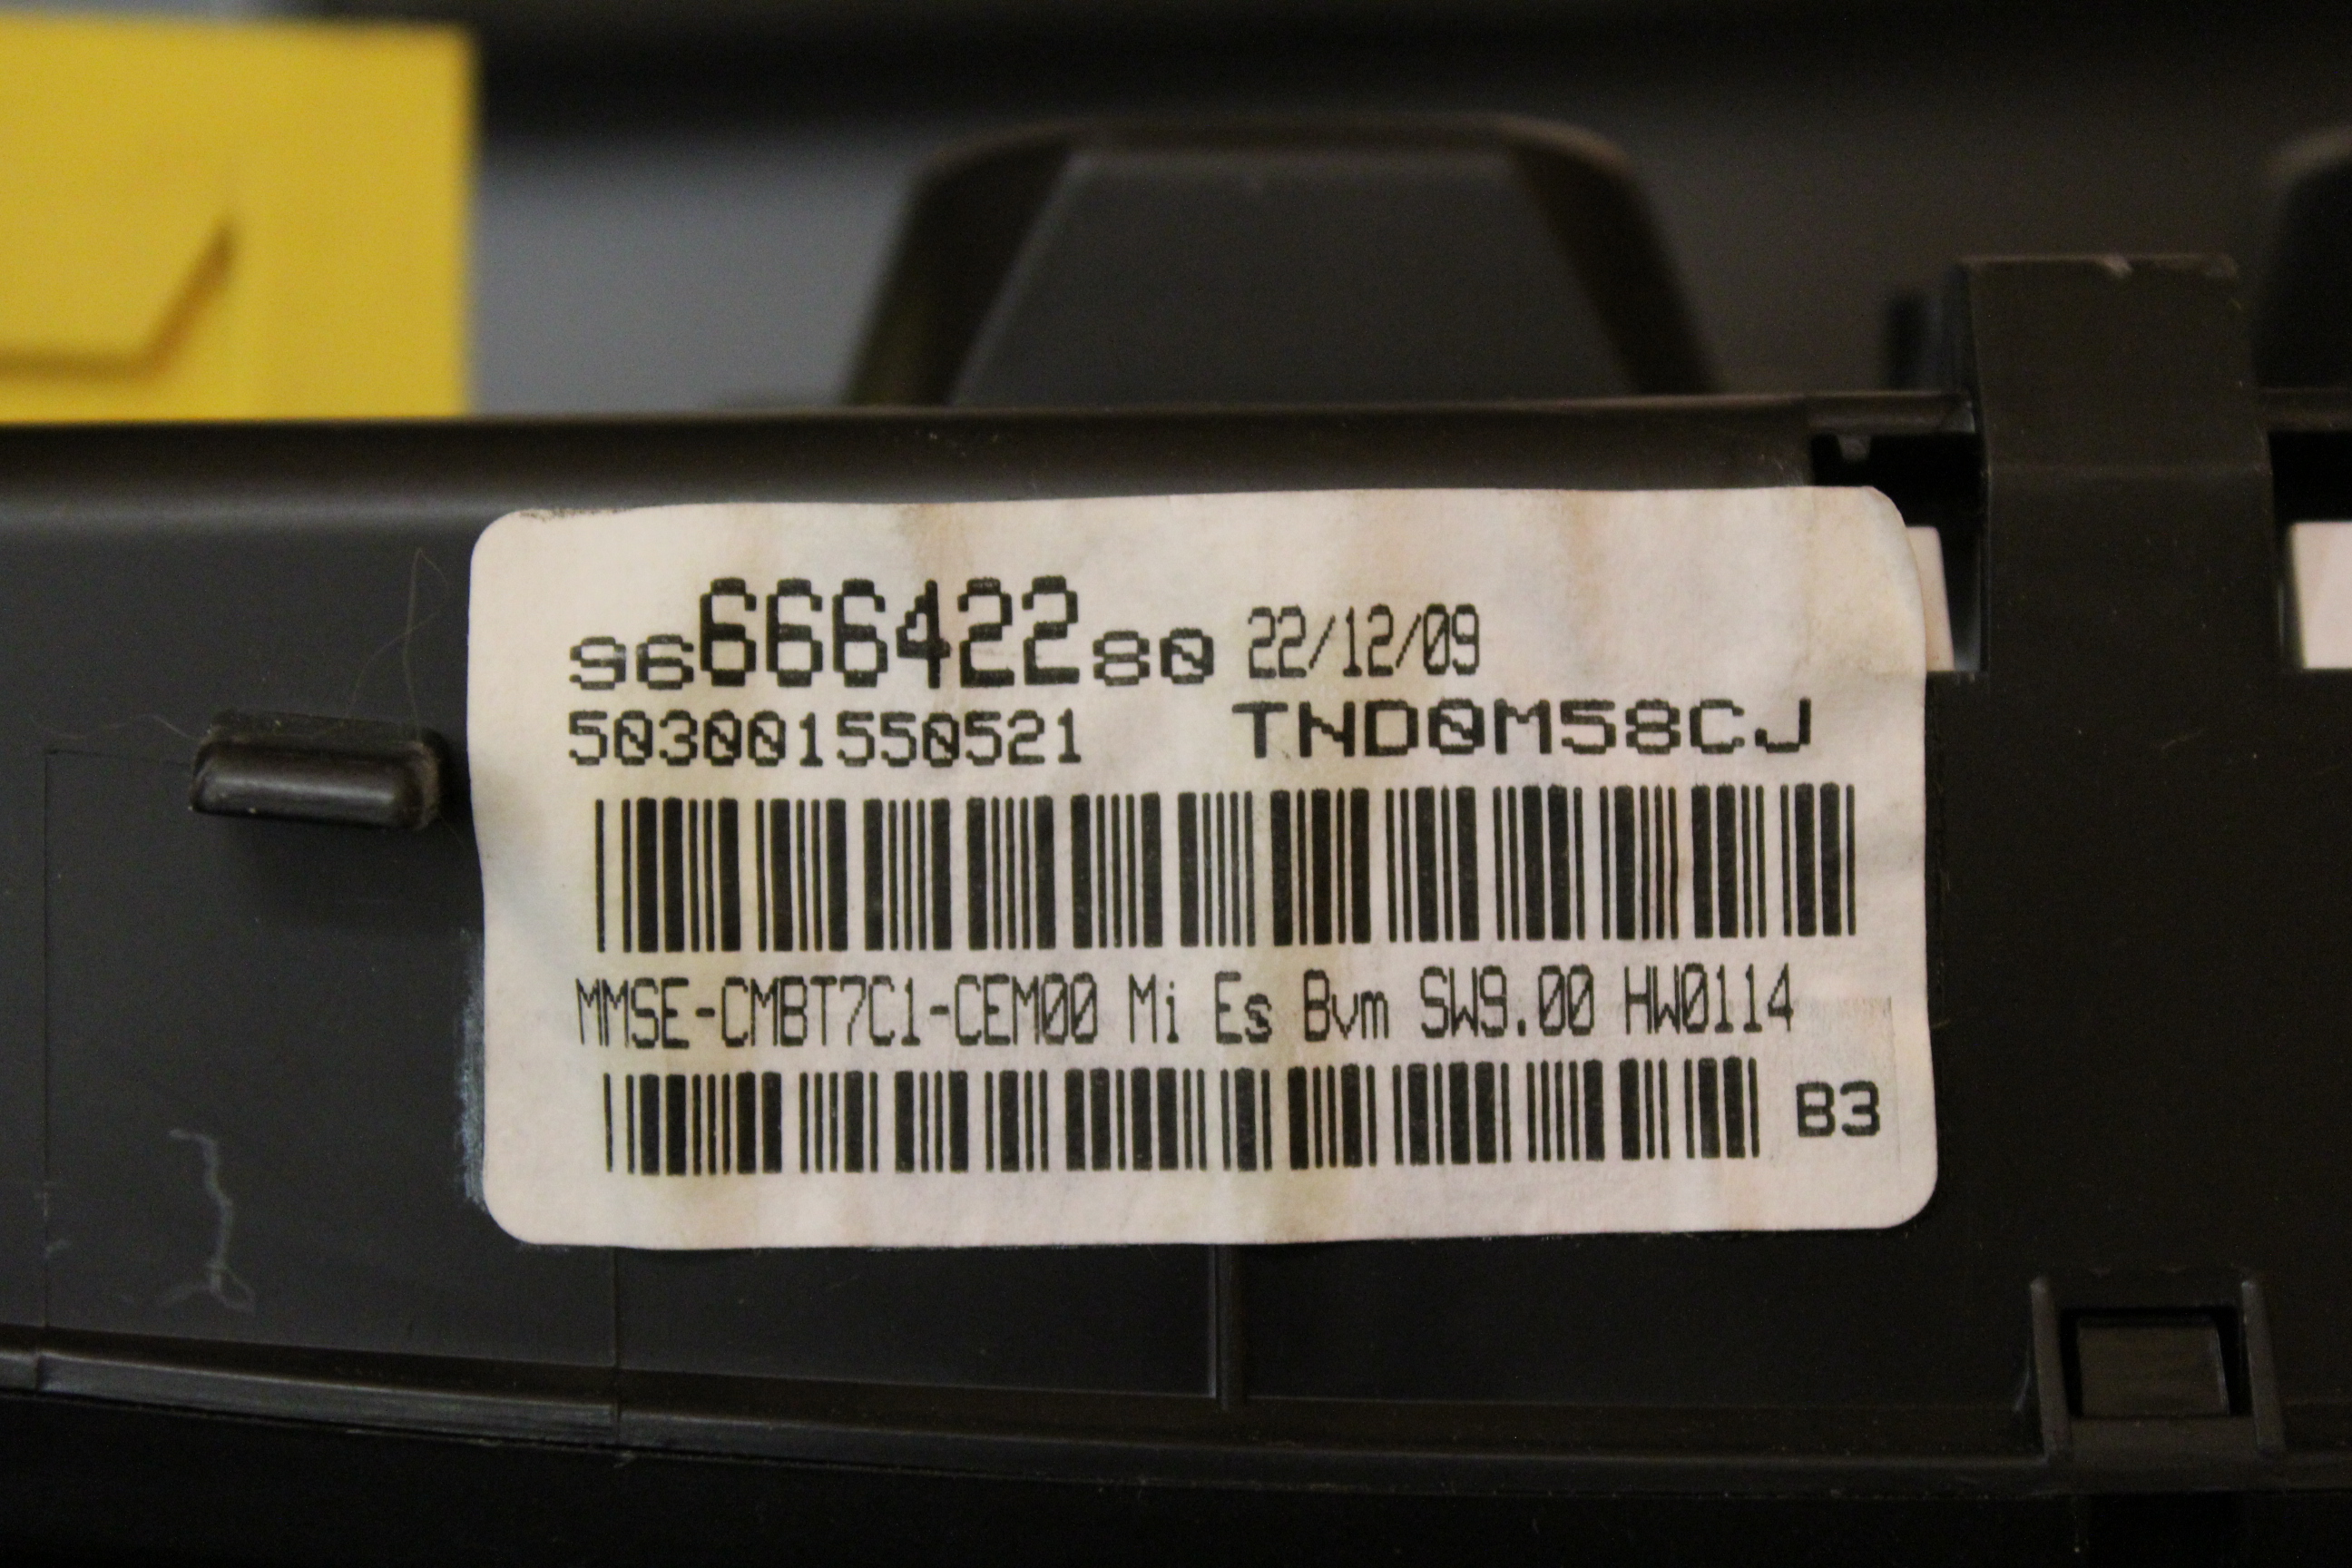 9666642280 22/12/09
503001550521 TND0M58CJ
MMSE-CMBT7C1-CEM00 Mi Es Bvm SW9.00 HW0114
B3